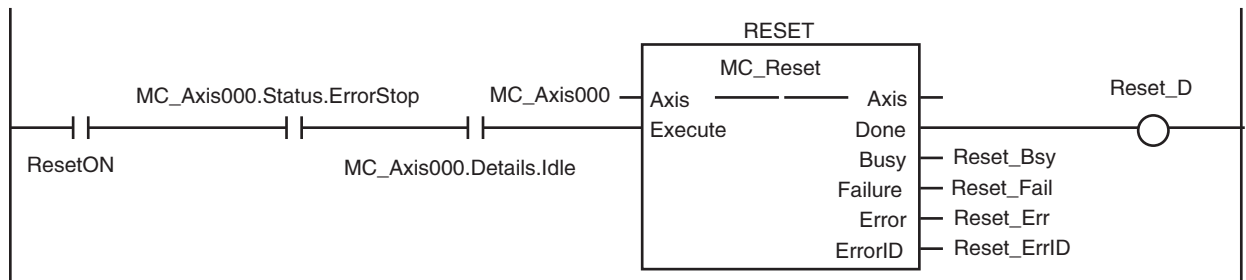 RESET
MC_Reset
MC_Axis000.Status.ErrorStop
MC_Axis000
Axis
Axis
Reset_D
Execute
Done
ResetON
MC_Axis000.Details.Idle
Busy
Reset_Bsy
Failure
Reset_Fail
Error
Reset_Err
ErrorID
Reset_ErrID